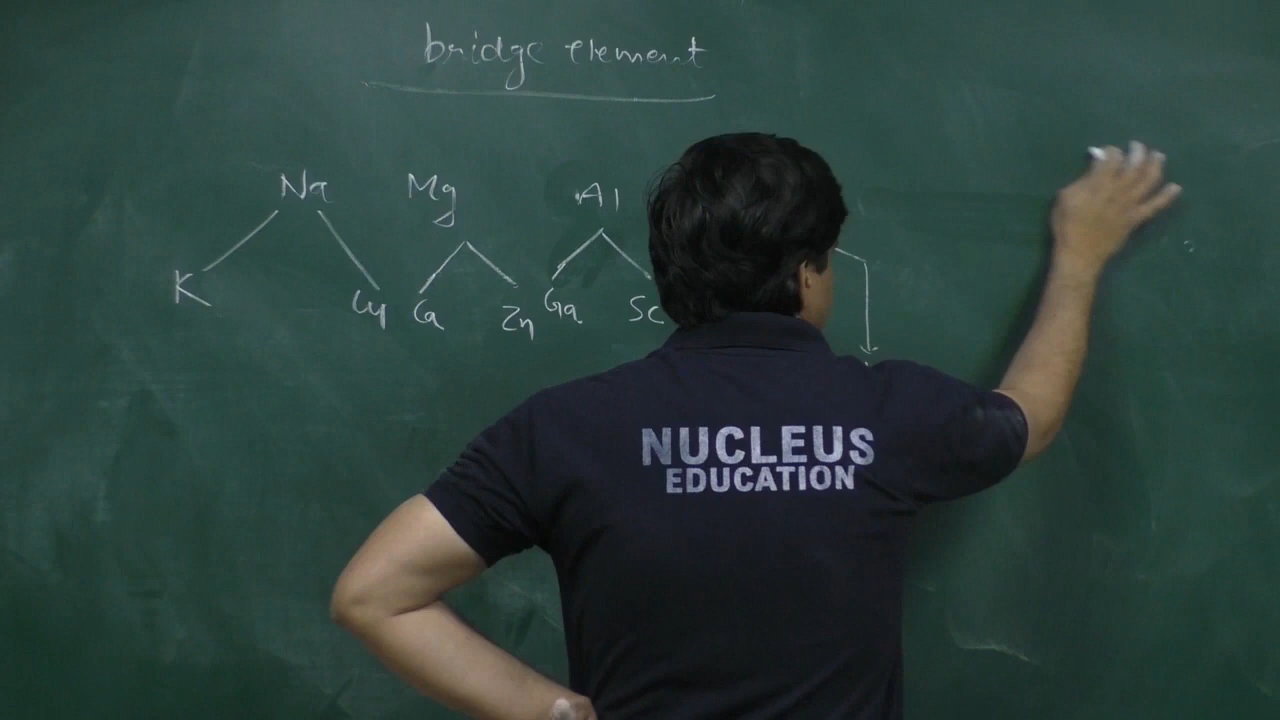 bridge element
Na Mg Al
K Cu Ca Zn Ga Sc
NUCLEUS
EDUCATION